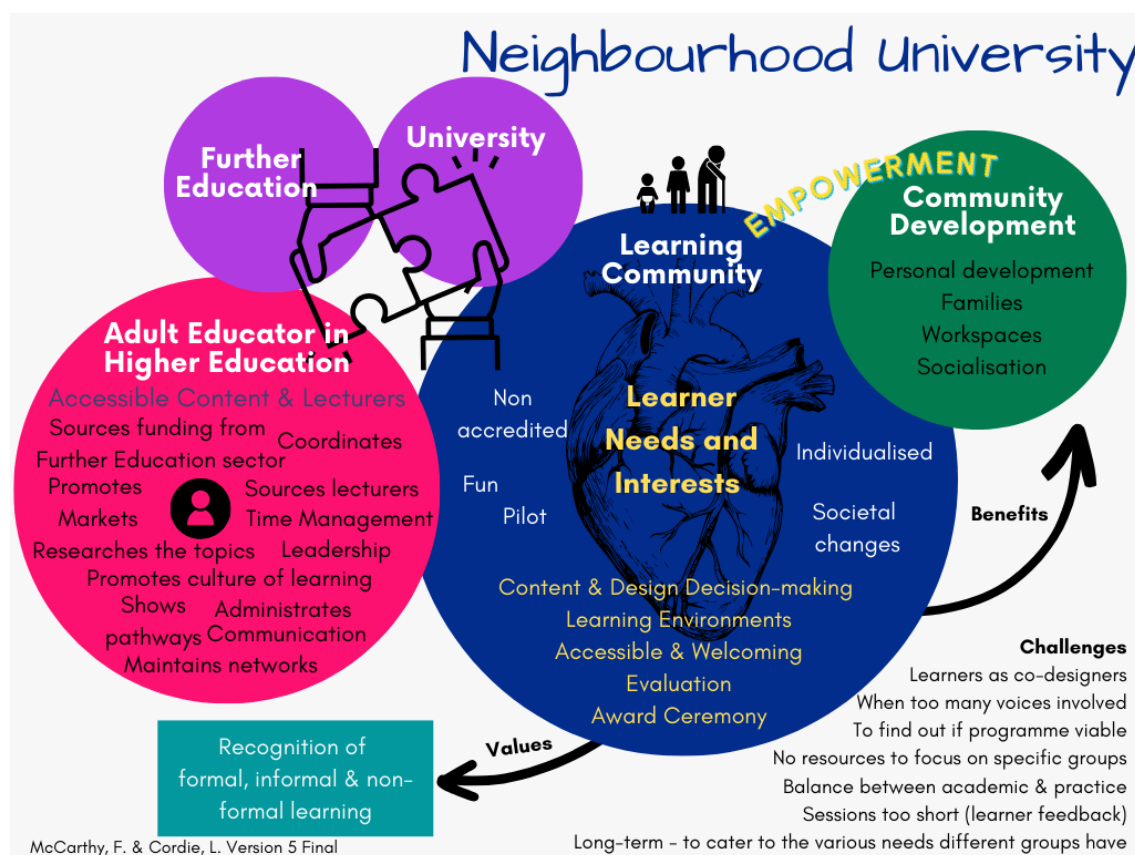 Neighbourhood University
Further
Education
University
EMPOWERMENT
Community
Development
Personal development
Families
Workspaces
Socialisation
Learning
Community
Adult Educator in
Higher Education
Accessible Content & Lecturers
Sources funding from
Coordinates
Further Education sector
Promotes
Sources lecturers
Markets
Time Management
Researches the topics
Leadership
Promotes culture of learning
Shows
Administrates
pathways
Communication
Maintains networks
Non
accredited
Fun
Pilot
Learner
Needs and
Interests
Individualised
Societal
changes
Content & Design Decision-making
Learning Environments
Accessible & Welcoming
Evaluation
Award Ceremony
Benefits
Values
Recognition of
formal, informal & non-
formal learning
Challenges
Learners as co-designers
When too many voices involved
To find out if programme viable
No resources to focus on specific groups
Balance between academic & practice
Sessions too short (learner feedback)
Long-term - to cater to the various needs different groups have
McCarthy, F. & Cordie, L. Version 5 Final